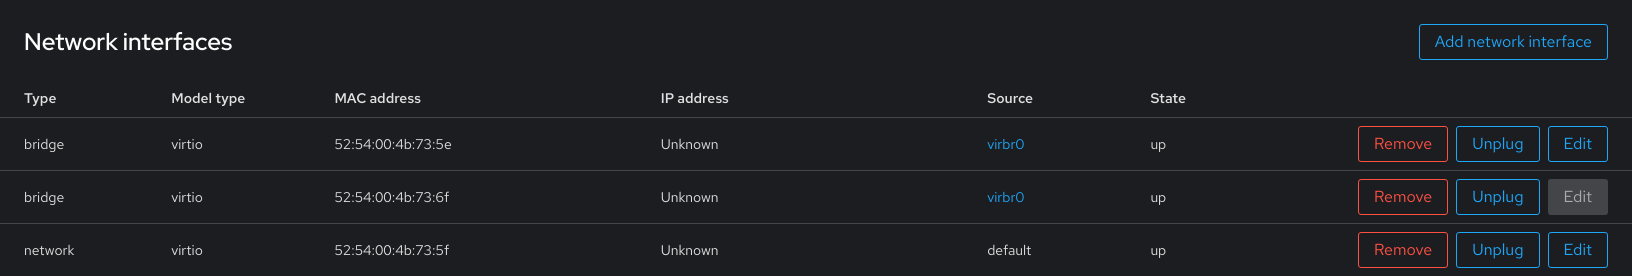 Network interfaces
Add network interface
Type Model type MAC address IP address Source State
bridge virtio 52:54:00:4b:73:5e Unknown virbr0 up Remove Unplug Edit
bridge virtio 52:54:00:4b:73:6f Unknown virbr0 up Remove Unplug Edit
network virtio 52:54:00:4b:73:5f Unknown default up Remove Unplug Edit